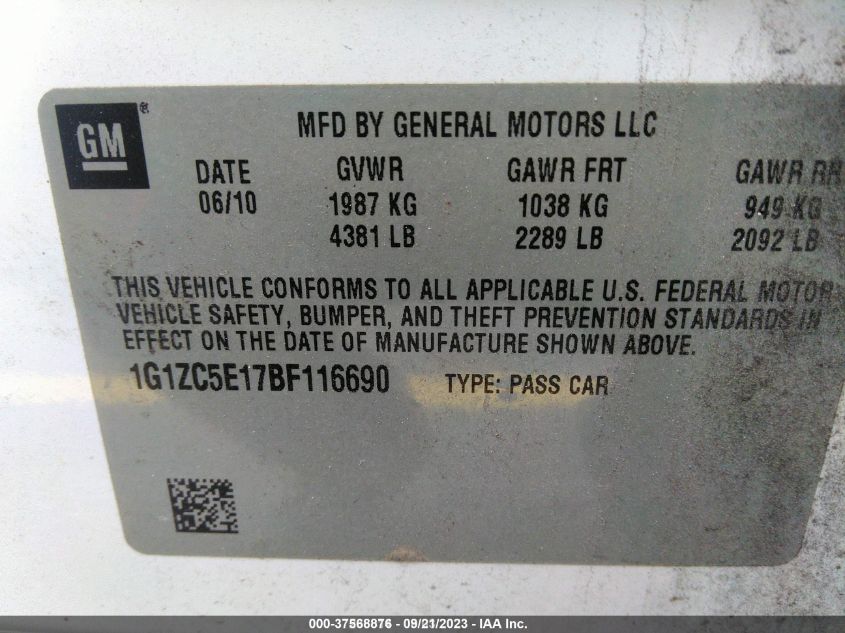 GM ®
MFD BY GENERAL MOTORS LLC
DATE GVWR GAWR FRT GAWR RR
06/10 1987 KG 1038 KG 949 KG
4381 LB 2289 LB 2092 LB
THIS VEHICLE CONFORMS TO ALL APPLICABLE U.S. FEDERAL MOTOR
VEHICLE SAFETY, BUMPER, AND THEFT PREVENTION STANDARDS IN
EFFECT ON THE DATE OF MANUFACTURE SHOWN ABOVE.
1G1ZC5E17BF116690 TYPE: PASS CAR
000-37568876 - 09/21/2023 - IAA Inc.